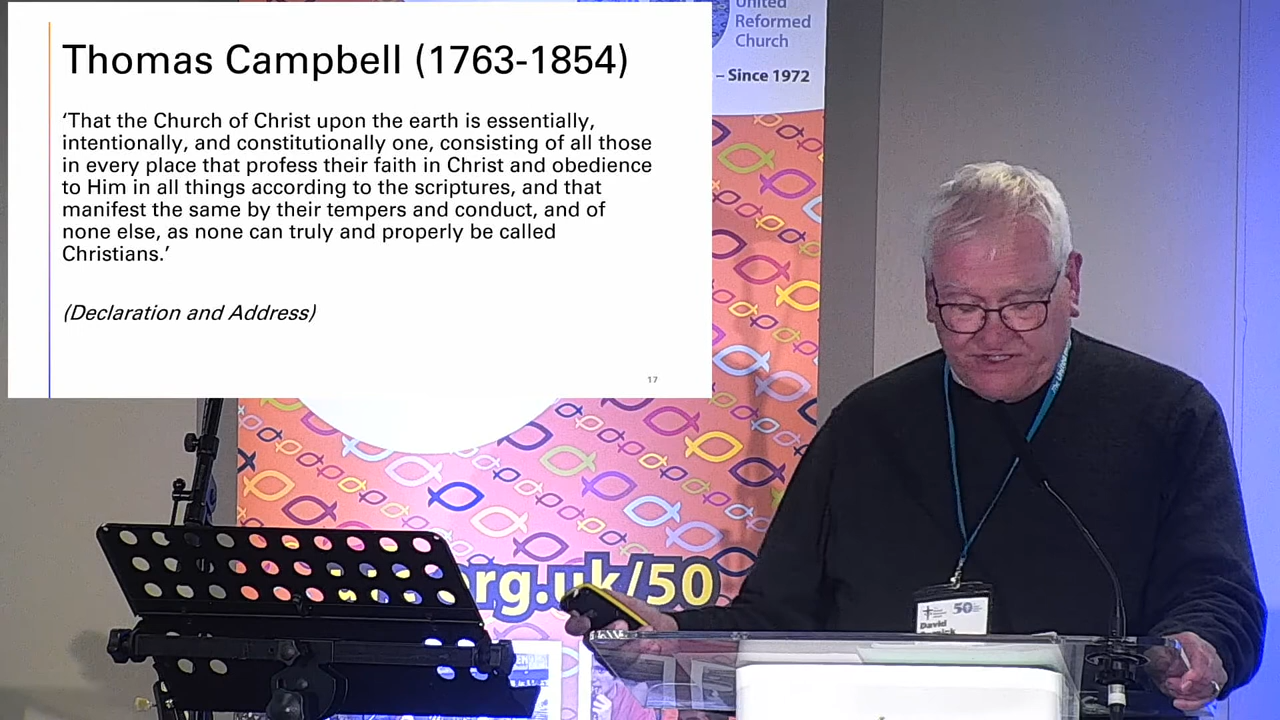 Thomas Campbell (1763-1854)
‘That the Church of Christ upon the earth is essentially,
intentionally, and constitutionally one, consisting of all those
in every place that profess their faith in Christ and obedience
to Him in all things according to the scriptures, and that
manifest the same by their tempers and conduct, and of
none else, as none can truly and properly be called
Christians.’
(Declaration and Address)
17
United
Reformed
Church
– Since 1972
org.uk/50
50
David